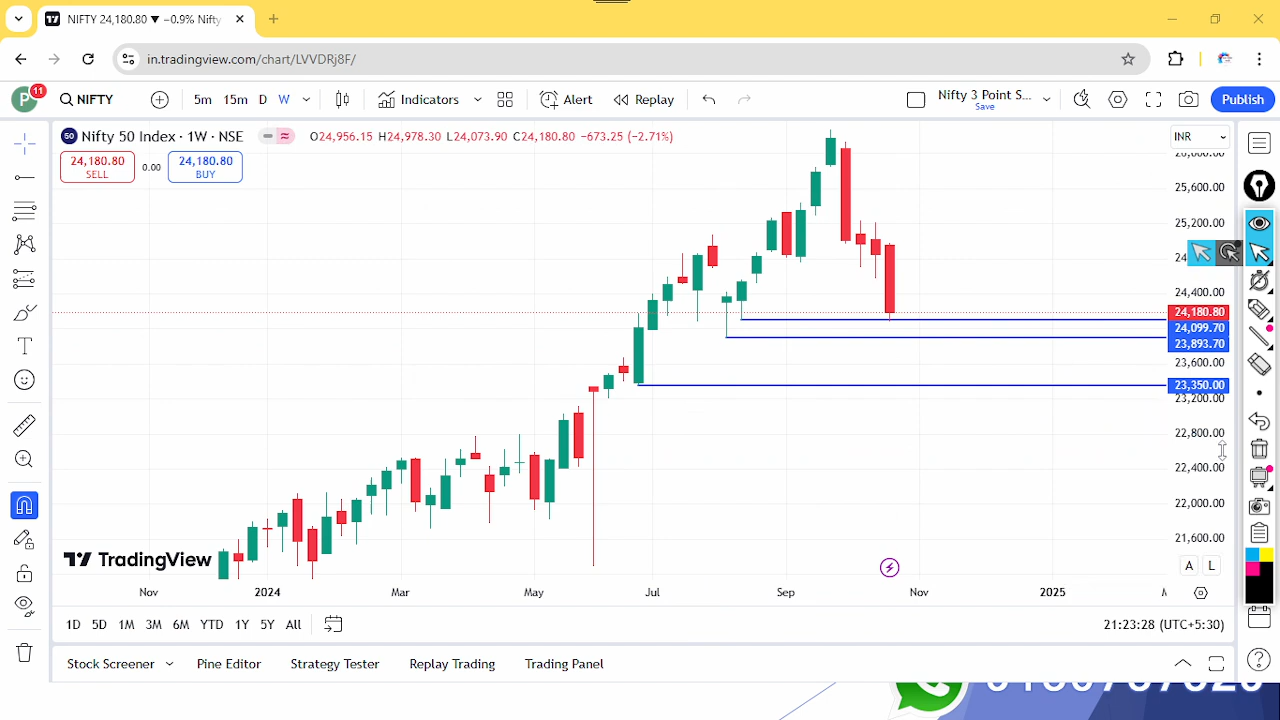 NIFTY 24,180.80 ▼ −0.9% Nifty
in.tradingview.com/chart/LVVDRj8F/
P 11 NIFTY 5m 15m D W Indicators Alert Replay Nifty 3 Point S... Save Publish
50 Nifty 50 Index · 1W · NSE O24,956.15 H24,978.30 L24,073.90 C24,180.80 −673.25 (−2.71%) INR
24,180.80 SELL 0.00 24,180.80 BUY
26,000.00
25,600.00
25,200.00
24,400.00
24,180.80
24,099.70
23,893.70
23,600.00
23,350.00
23,200.00
22,800.00
22,400.00
22,000.00
21,600.00
TradingView A L
Nov 2024 Mar May Jul Sep Nov 2025
1D 5D 1M 3M 6M YTD 1Y 5Y All 21:23:28 (UTC+5:30)
Stock Screener Pine Editor Strategy Tester Replay Trading Trading Panel